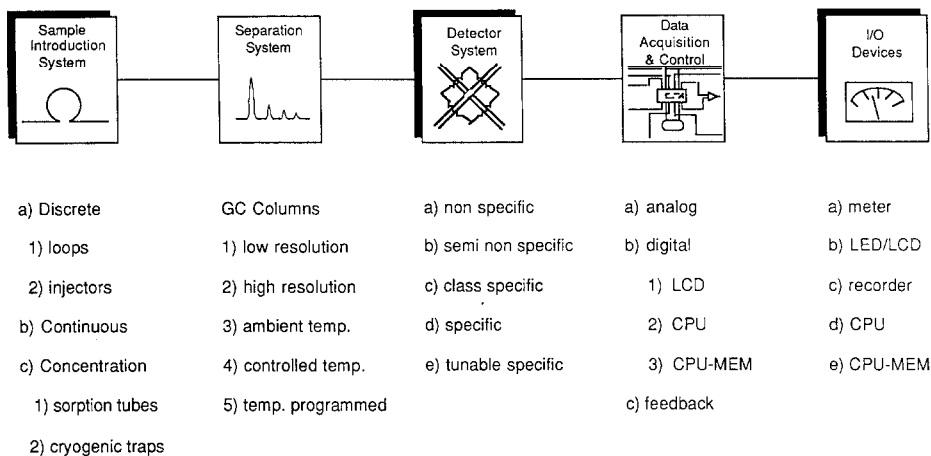 Sample
Introduction
System
Separation
System
Detector
System
Data
Acquisition
& Control
I/O
Devices
a) Discrete
1) loops
2) injectors
b) Continuous
c) Concentration
1) sorption tubes
2) cryogenic traps
GC Columns
1) low resolution
2) high resolution
3) ambient temp.
4) controlled temp.
5) temp. programmed
a) non specific
b) semi non specific
c) class specific
d) specific
e) tunable specific
a) analog
b) digital
1) LCD
2) CPU
3) CPU-MEM
c) feedback
a) meter
b) LED/LCD
c) recorder
d) CPU
e) CPU-MEM